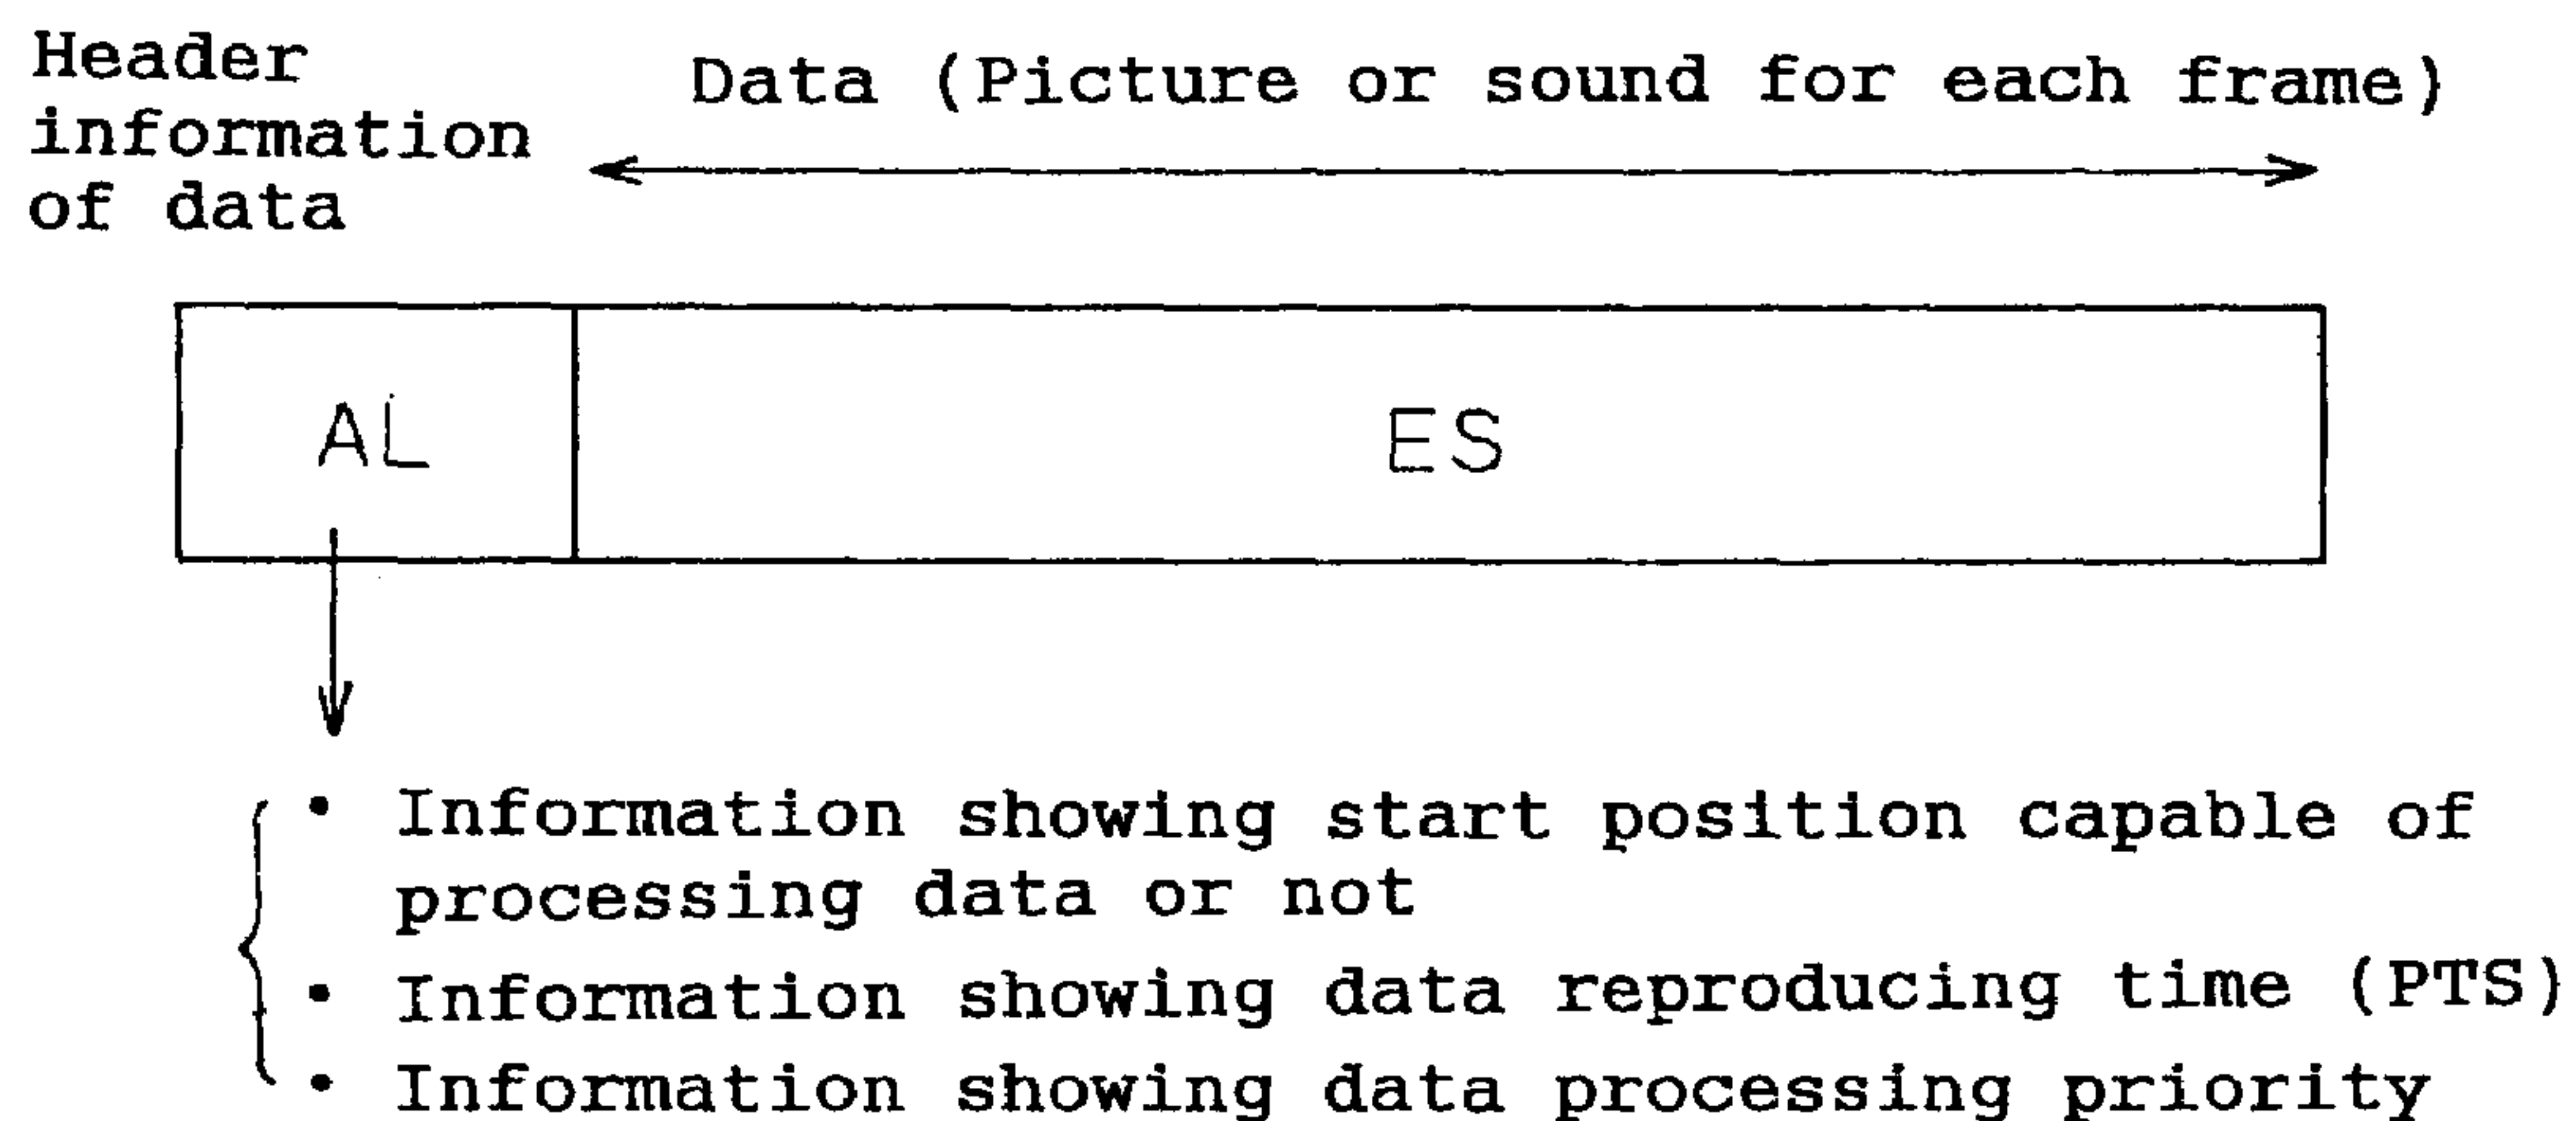 Header
information
of data
Data (Picture or sound for each frame)
AL
ES
• Information showing start position capable of
processing data or not
• Information showing data reproducing time (PTS)
• Information showing data processing priority